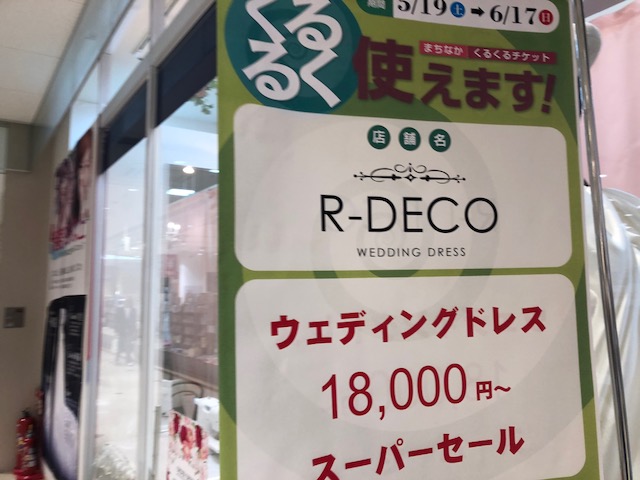 くるくる
期間 5/19土➡6/17日
まちなか くるくるチケット
使えます!
店舗名
R-DECO
WEDDING DRESS
ウェディングドレス
18,000円～
スーパーセール